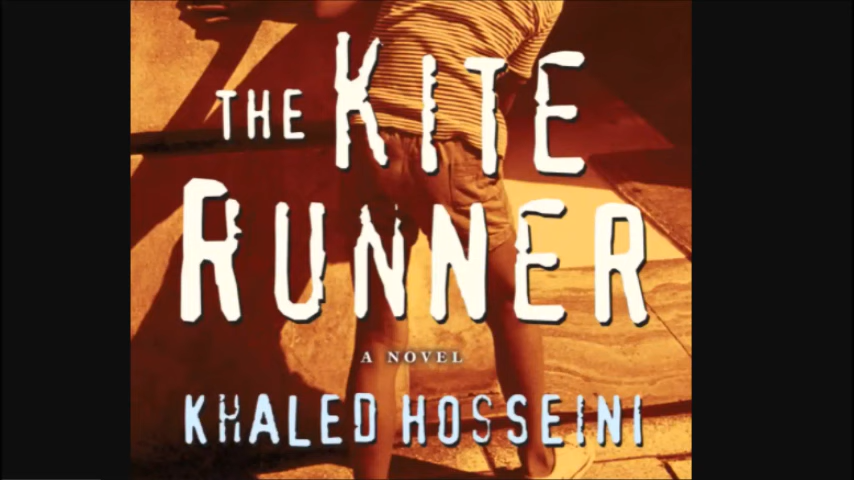 THE KITE
RUNNER
A NOVEL
KHALED HOSSEINI